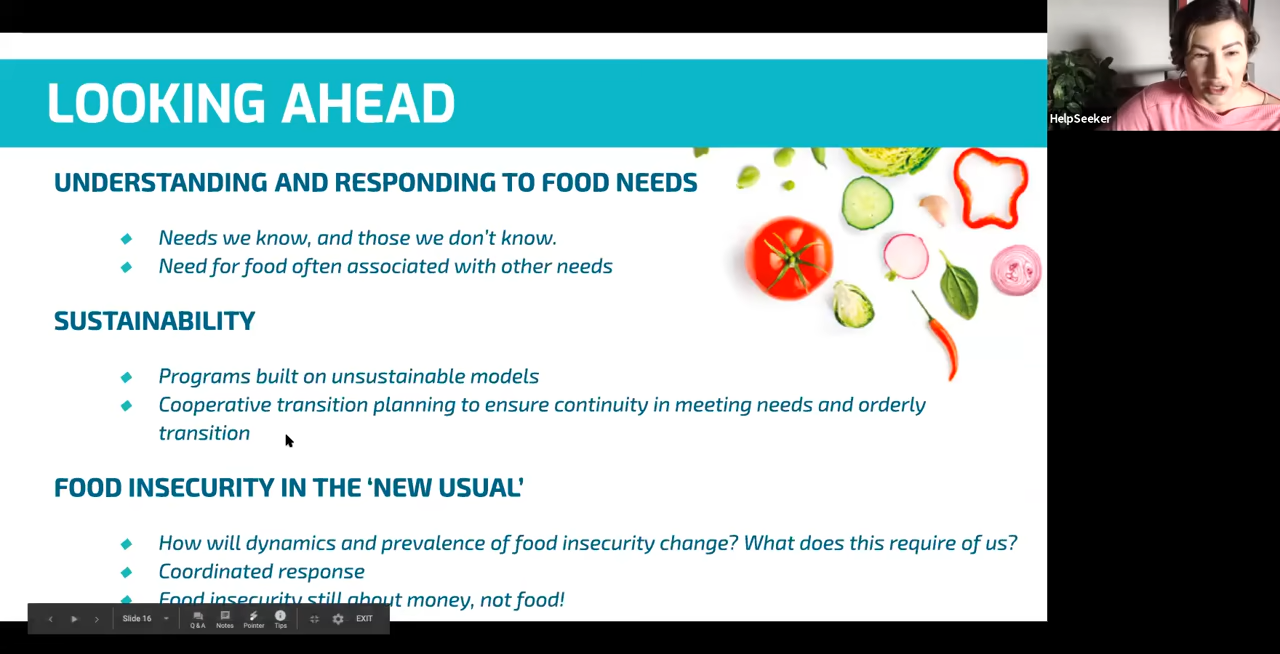 LOOKING AHEAD
HelpSeeker
UNDERSTANDING AND RESPONDING TO FOOD NEEDS
Needs we know, and those we don't know.
Need for food often associated with other needs
SUSTAINABILITY
Programs built on unsustainable models
Cooperative transition planning to ensure continuity in meeting needs and orderly
transition
FOOD INSECURITY IN THE ‘NEW USUAL’
How will dynamics and prevalence of food insecurity change? What does this require of us?
Coordinated response
Food insecurity still about money, not food!
Slide 16
Q & A
Notes
Pointer
Tips
EXIT